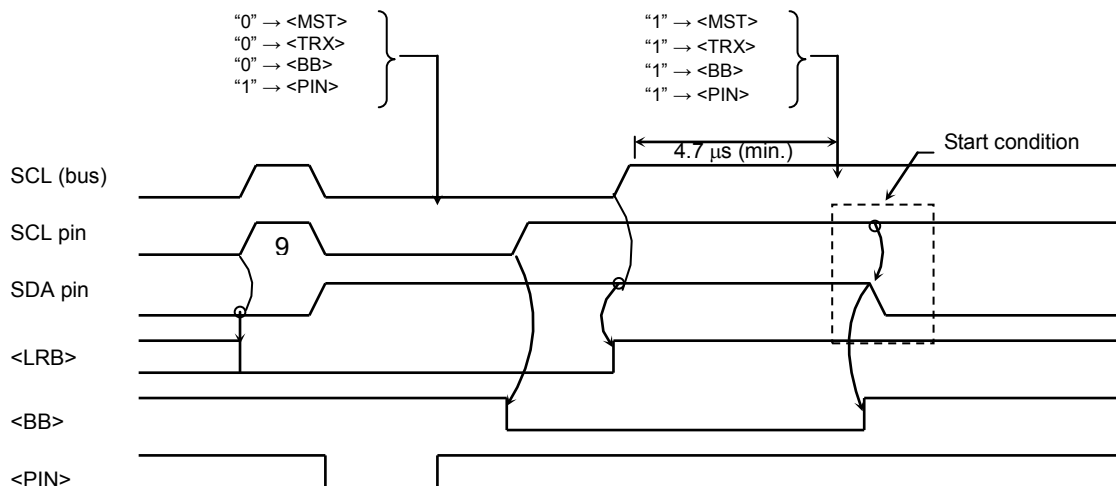 “0” → <MST>
“0” → <TRX>
“0” → <BB>
“1” → <PIN>
“1” → <MST>
“1” → <TRX>
“1” → <BB>
“1” → <PIN>
4.7 μs (min.)
Start condition
SCL (bus)
SCL pin
9
SDA pin
<LRB>
<BB>
<PIN>